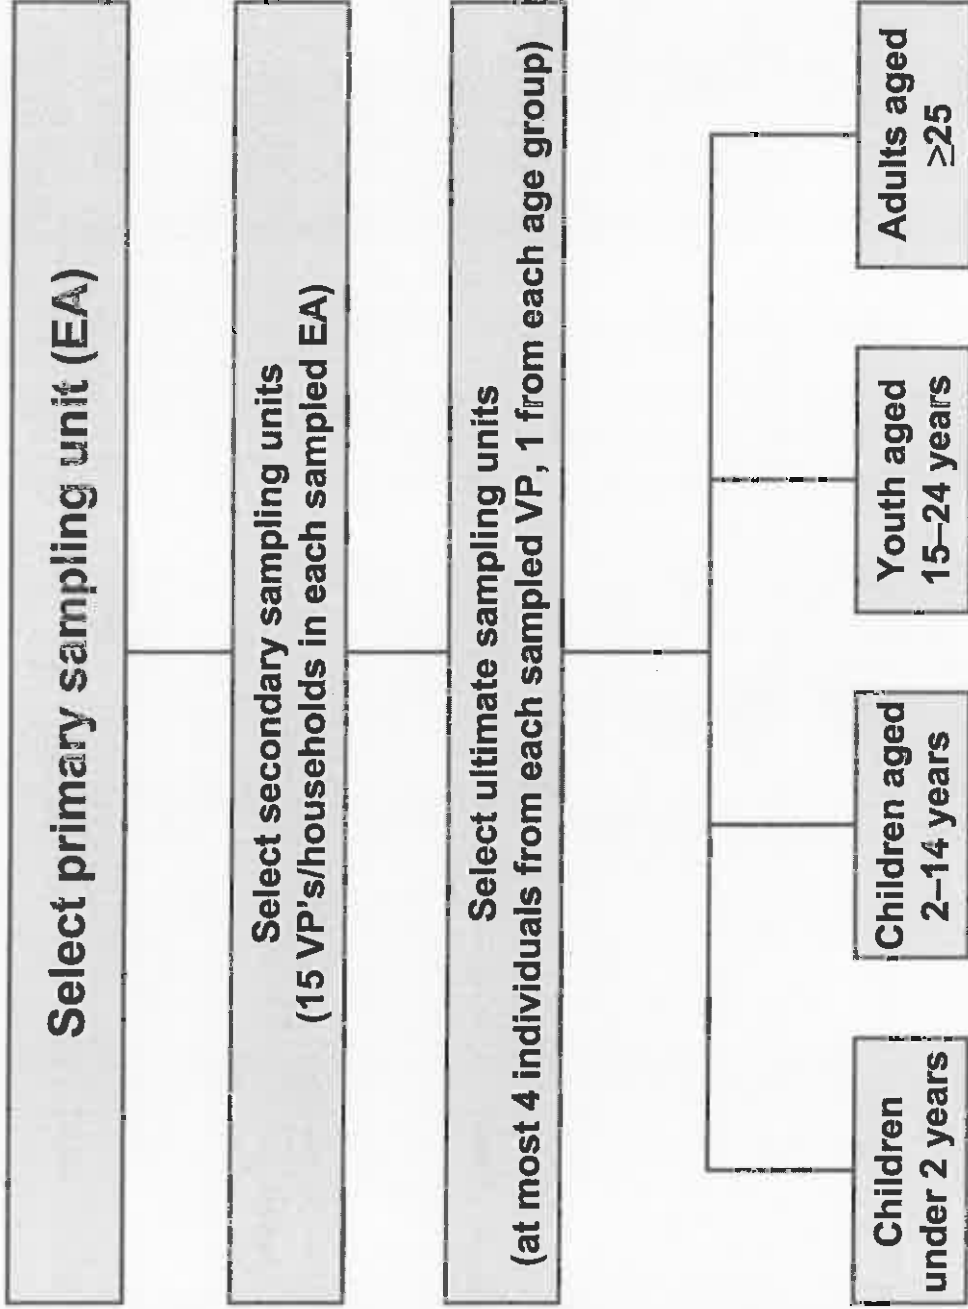 Select primary sampling unit (EA)
Select secondary sampling units
(15 VP's/households in each sampled EA)
Select ultimate sampling units
(at most 4 individuals from each sampled VP, 1 from each age group)
Children
under 2 years
Children aged
2–14 years
Youth aged
15–24 years
Adults aged
≥25